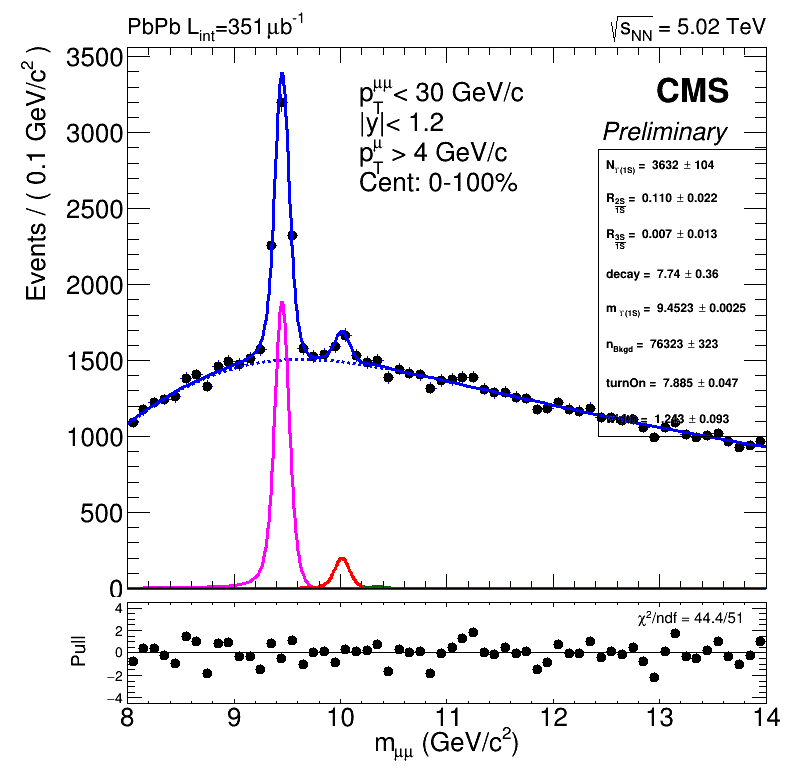 PbPb L_int=351 μb^-1
√s_NN = 5.02 TeV
Events / ( 0.1 GeV/c² )
3500
3000
2500
2000
1500
1000
500
0
p_T^μμ < 30 GeV/c
|y| < 1.2
p_T^μ > 4 GeV/c
Cent: 0-100%
CMS
Preliminary
N_ϒ(1S) = 3632 ± 104
R_2S/1S = 0.110 ± 0.022
R_3S/1S = 0.007 ± 0.013
decay = 7.74 ± 0.36
m_ϒ(1S) = 9.4523 ± 0.0025
n_Bkgd = 76323 ± 323
turnOn = 7.885 ± 0.047
= 1.243 ± 0.093
Pull
4
2
0
−2
−4
χ²/ndf = 44.4/51
8 9 10 11 12 13 14
m_μμ (GeV/c²)